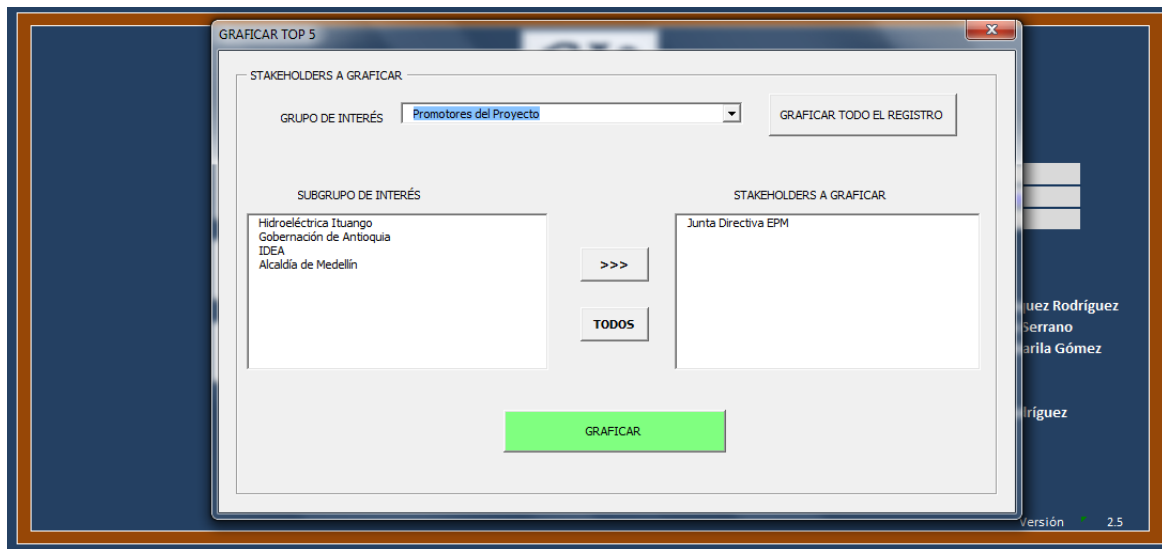 GRAFICAR TOP 5
STAKEHOLDERS A GRAFICAR
GRUPO DE INTERÉS
Promotores del Proyecto
GRAFICAR TODO EL REGISTRO
SUBGRUPO DE INTERÉS
STAKEHOLDERS A GRAFICAR
Hidroeléctrica Ituango
Gobernación de Antioquia
IDEA
Alcaldía de Medellín
Junta Directiva EPM
>>>
TODOS
GRAFICAR
Serrano
Gómez
Versión 2.5